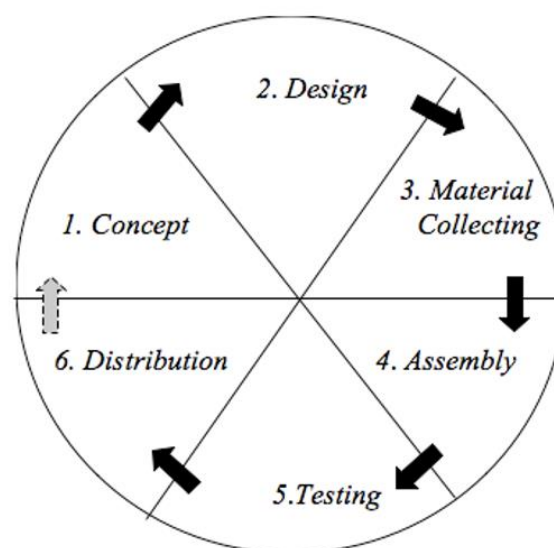 1. Concept
2. Design
3. Material
Collecting
4. Assembly
5.Testing
6. Distribution